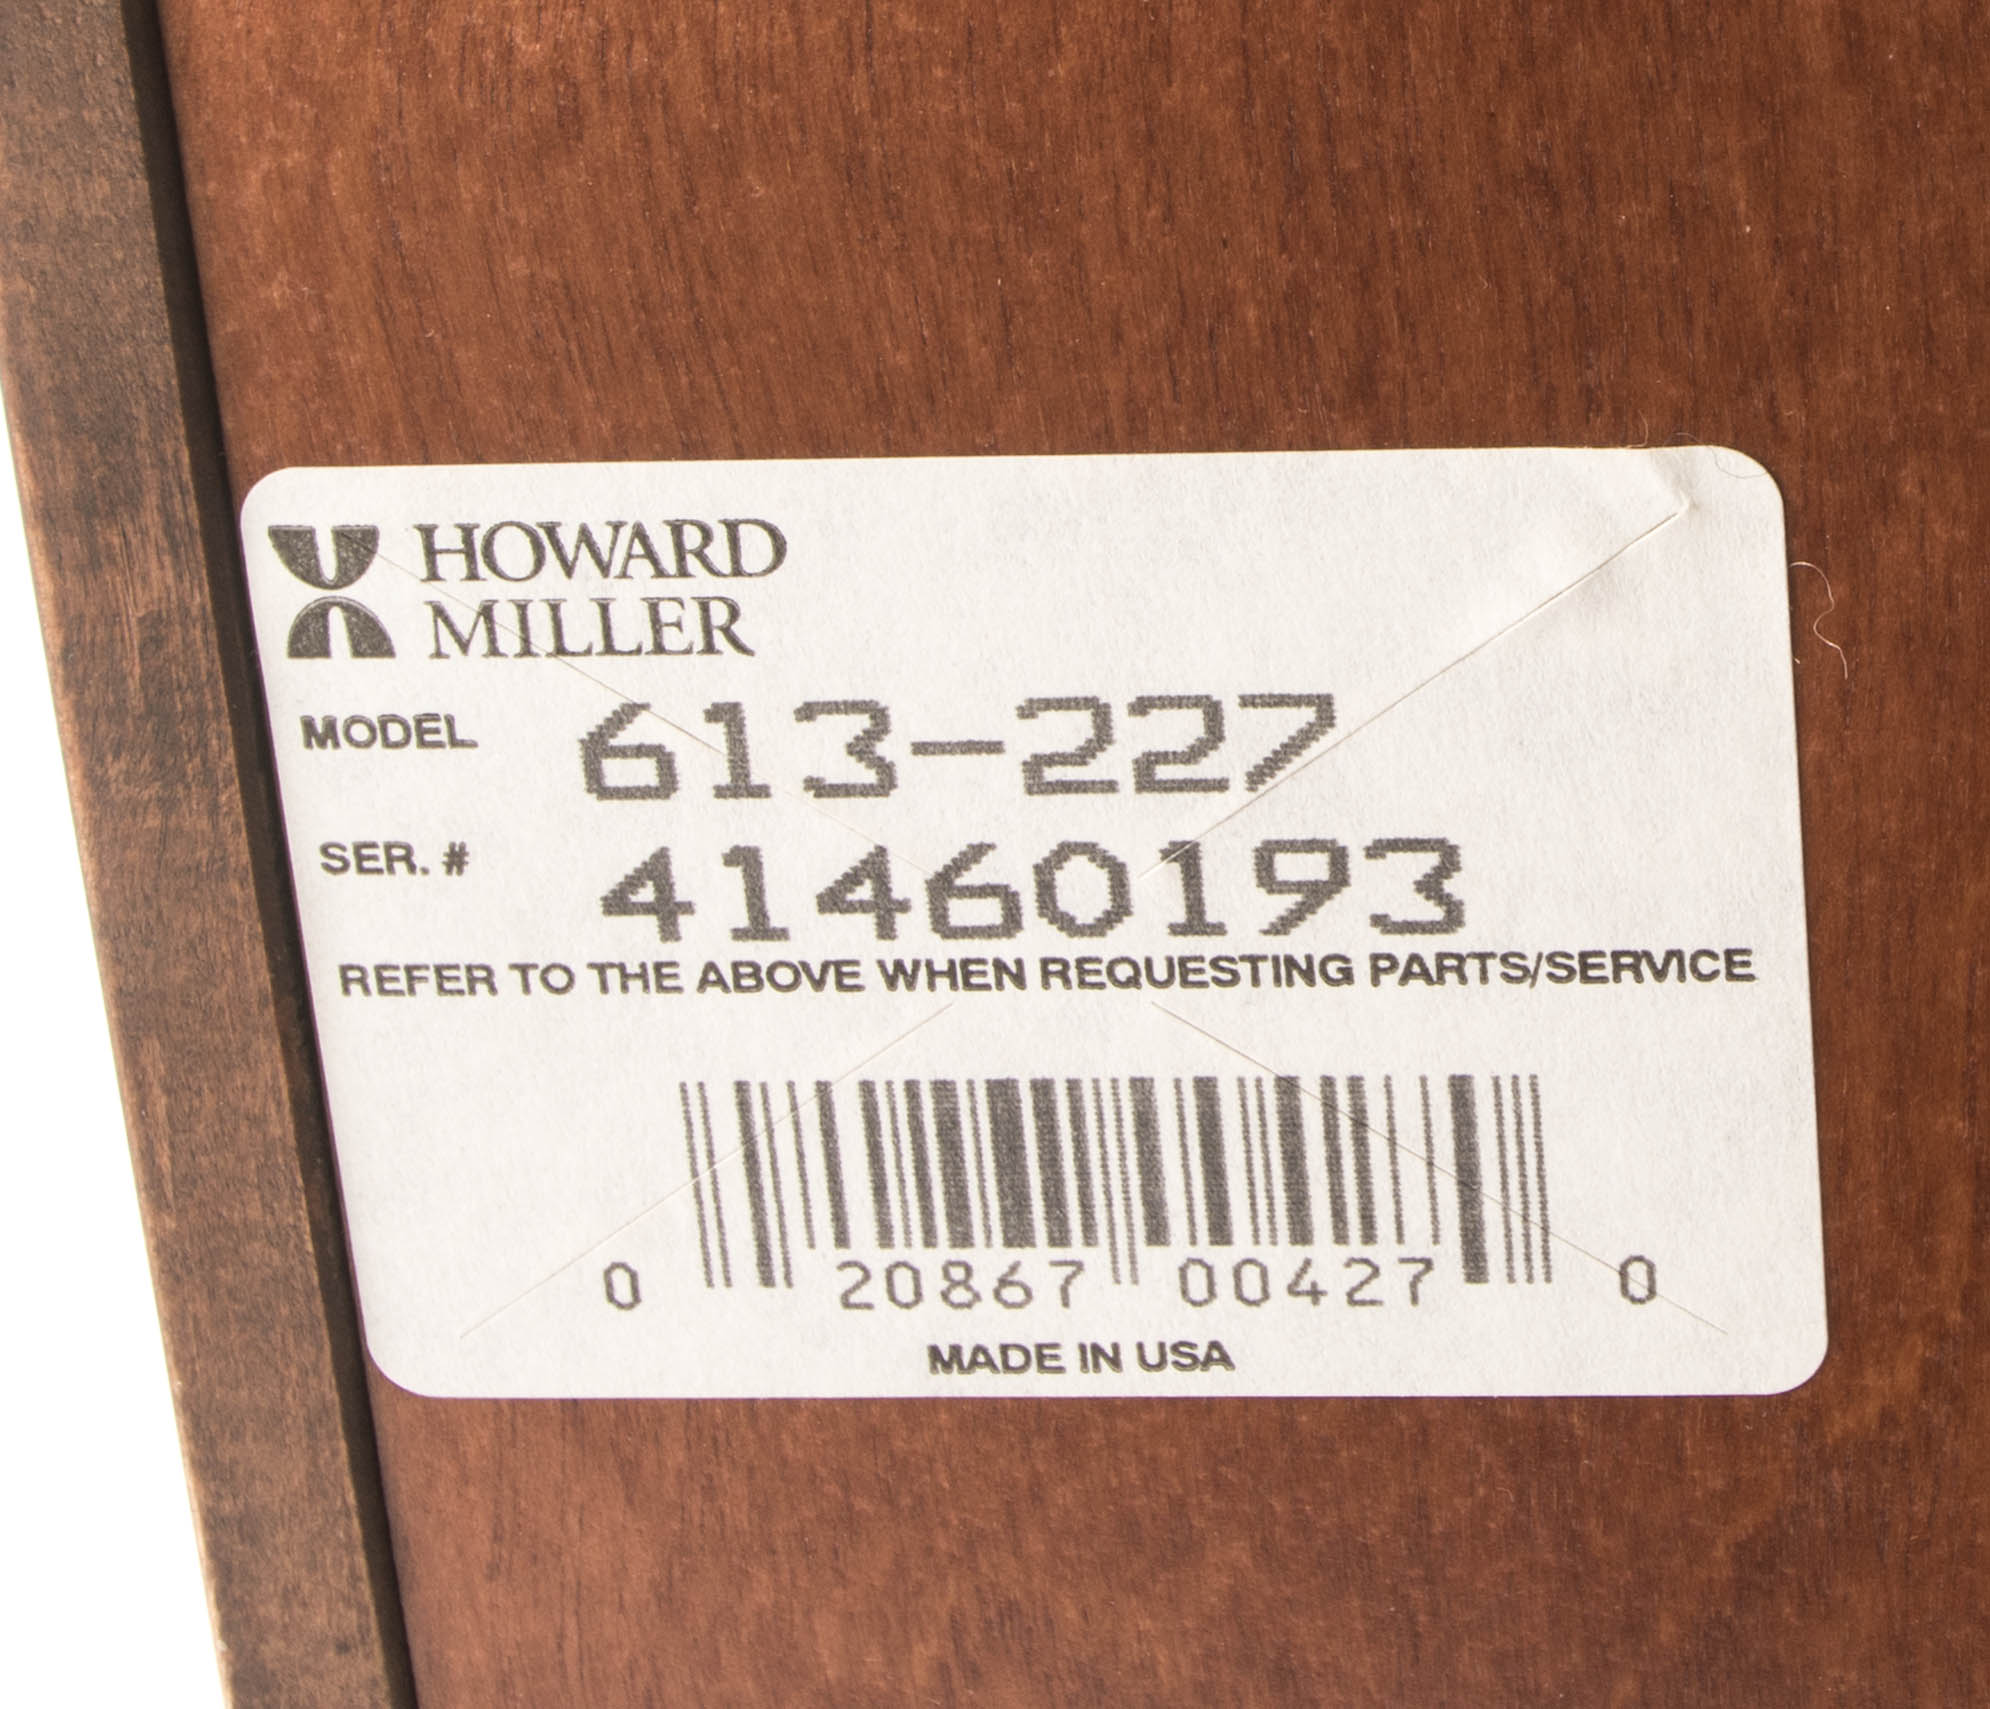 HOWARD
MILLER
MODEL 613-227
SER. # 41460193
REFER TO THE ABOVE WHEN REQUESTING PARTS/SERVICE
0 20867 00427 0
MADE IN USA